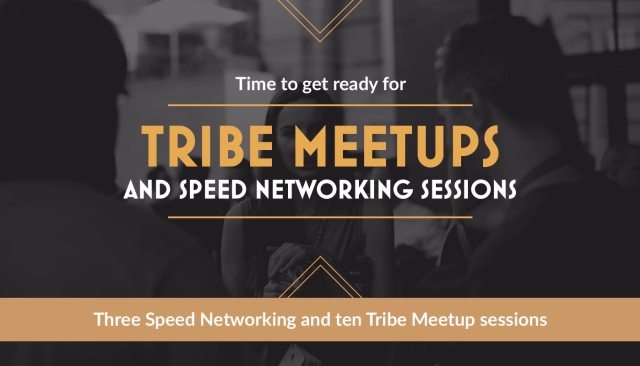 Time to get ready for
TRIBE MEETUPS
AND SPEED NETWORKING SESSIONS
Three Speed Networking and ten Tribe Meetup sessions